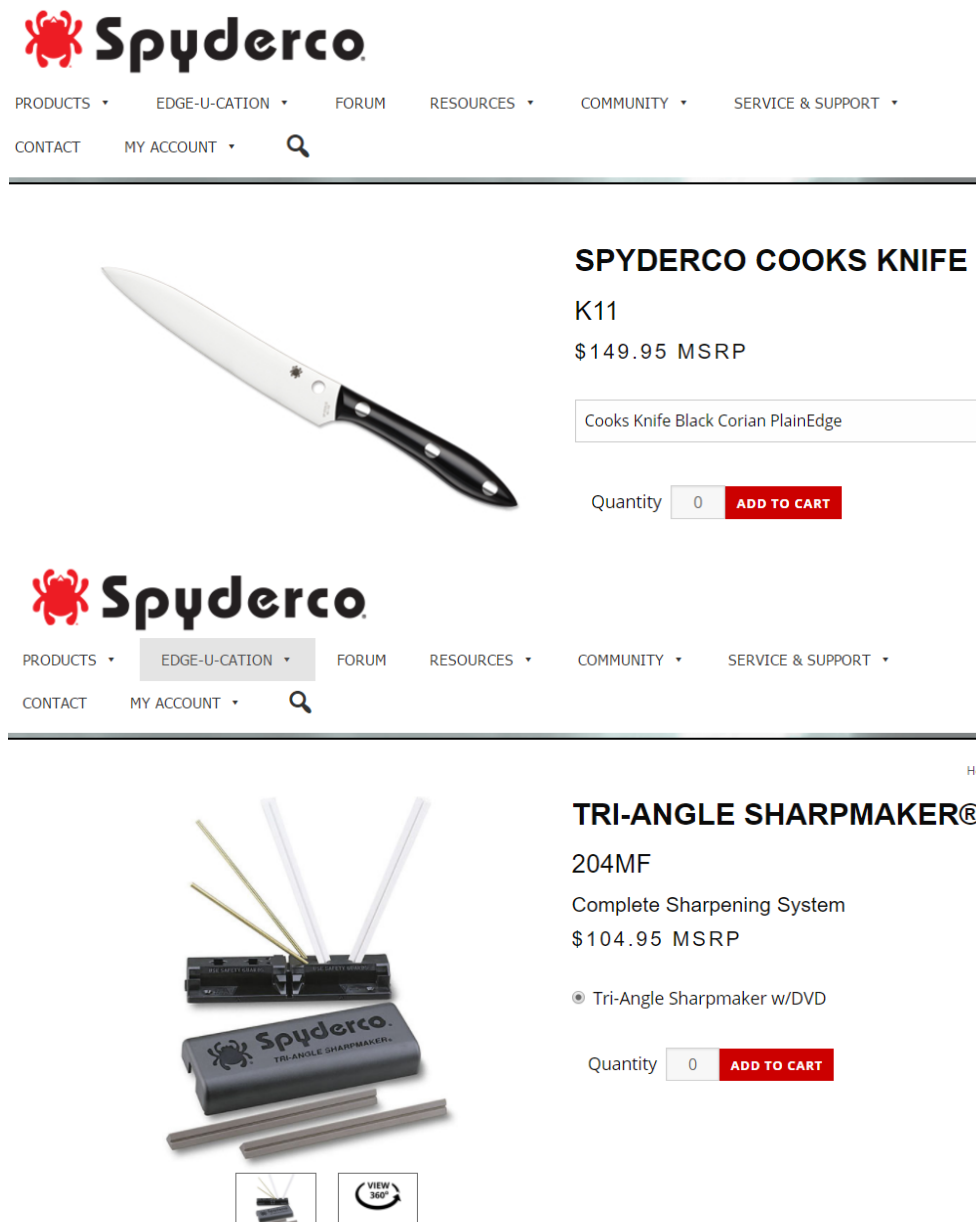 Spyderco
PRODUCTS EDGE-U-CATION FORUM RESOURCES COMMUNITY SERVICE & SUPPORT
CONTACT MY ACCOUNT
SPYDERCO COOKS KNIFE
K11
$149.95 MSRP
Cooks Knife Black Corian PlainEdge
Quantity 0 ADD TO CART
Spyderco
PRODUCTS EDGE-U-CATION FORUM RESOURCES COMMUNITY SERVICE & SUPPORT
CONTACT MY ACCOUNT
TRI-ANGLE SHARPMAKER®
204MF
Complete Sharpening System
$104.95 MSRP
Tri-Angle Sharpmaker w/DVD
Quantity 0 ADD TO CART
Spyderco
TRI-ANGLE SHARPMAKER
VIEW
360°